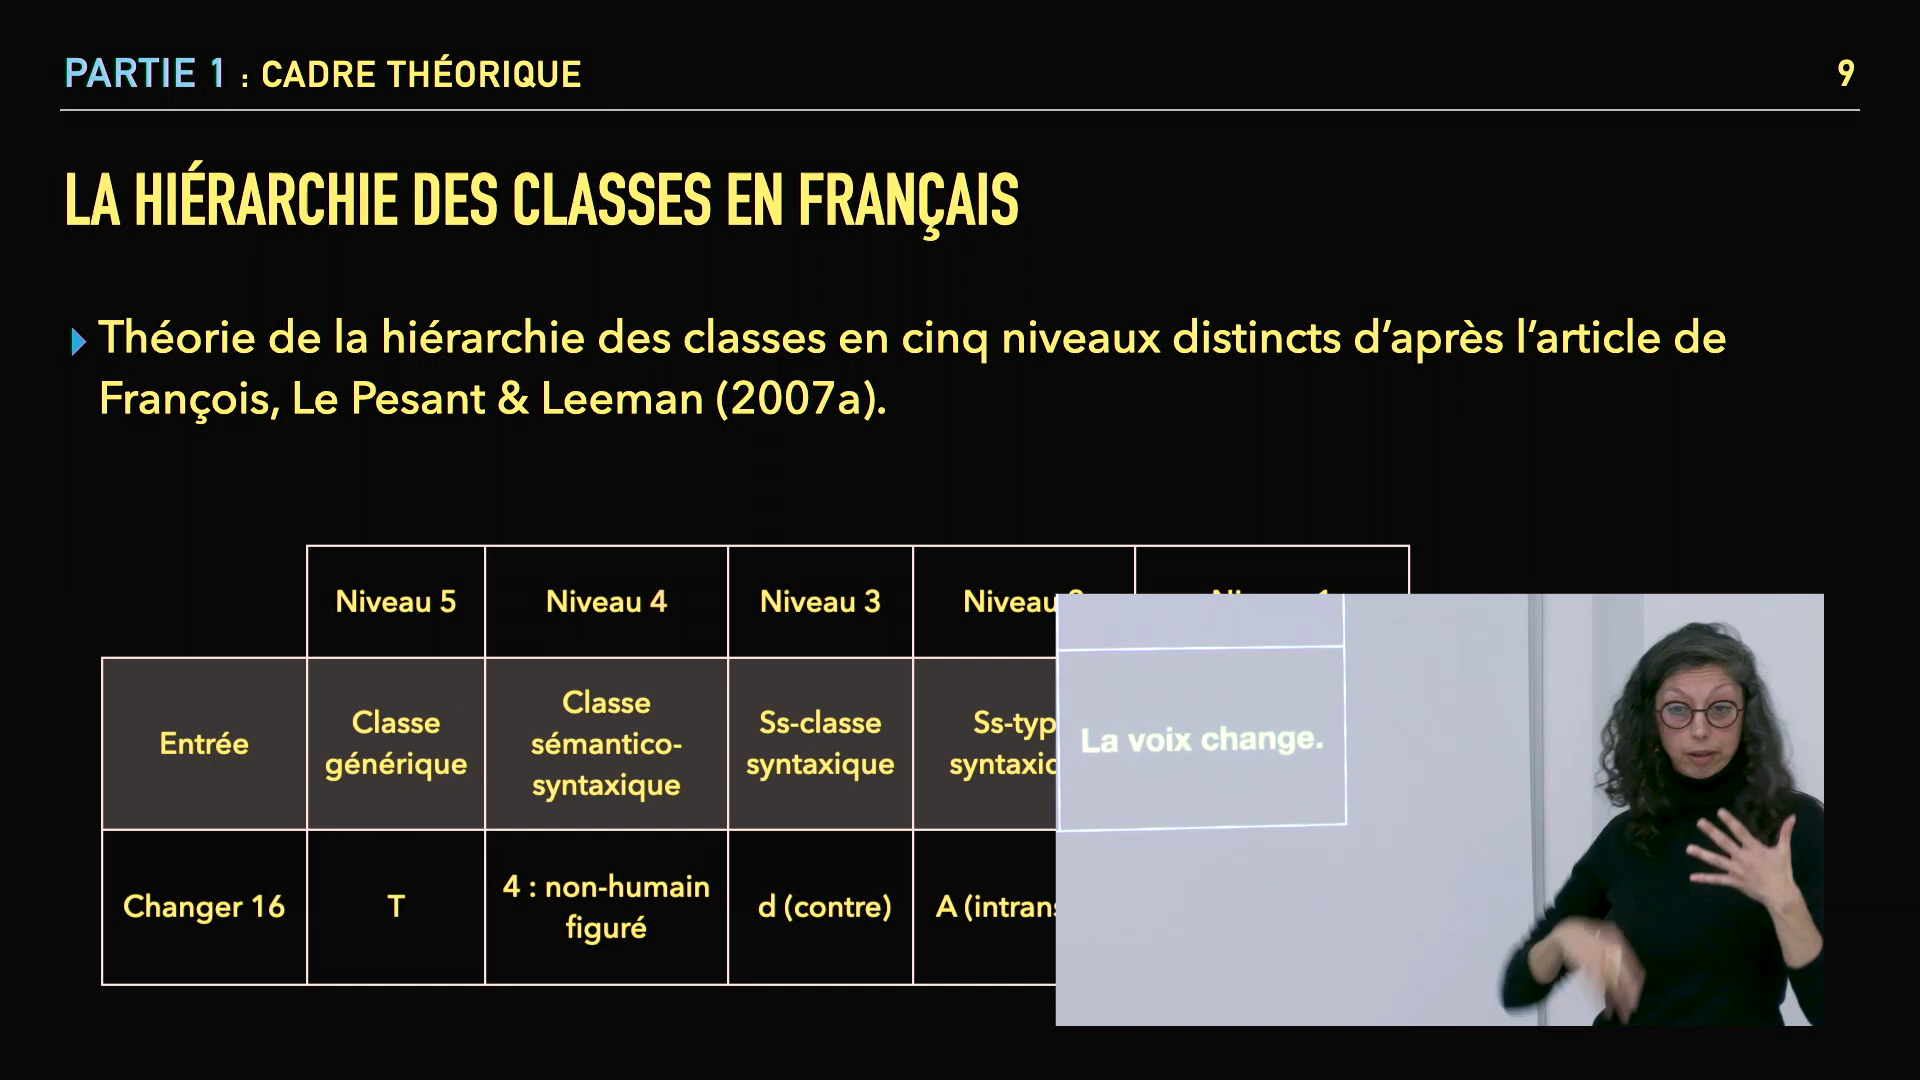 PARTIE 1 : CADRE THÉORIQUE
9
LA HIÉRARCHIE DES CLASSES EN FRANÇAIS
Théorie de la hiérarchie des classes en cinq niveaux distincts d’après l’article de
François, Le Pesant & Leeman (2007a).
Niveau 5
Niveau 4
Niveau 3
Niveau
Entrée
Classe
générique
Classe
sémantico-
syntaxique
Ss-classe
syntaxique
La voix change.
Changer 16
T
4 : non-humain
figuré
d (contre)